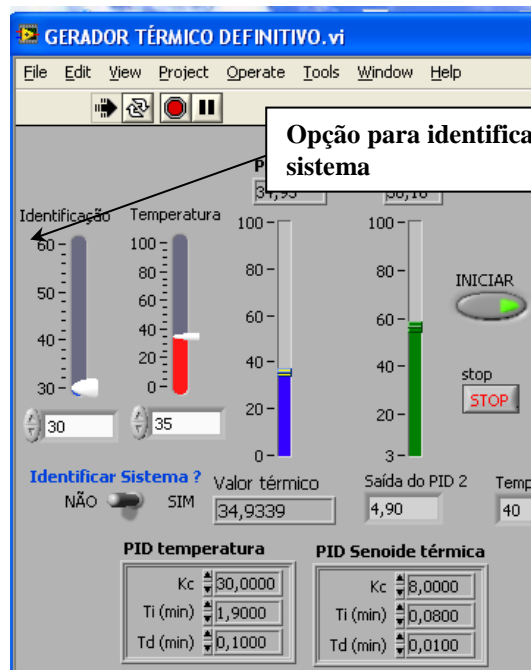 GERADOR TÉRMICO DEFINITIVO.vi
File Edit View Project Operate Tools Window Help
Opção para identifica
sistema
Identificação
Temperatura
60
50
40
30
30
100
80
60
40
20
0
35
100
80
60
40
20
0
100
80
60
40
20
3
INICIAR
stop
STOP
Identificar Sistema ?
NÃO SIM
Valor térmico
34,9339
Saída do PID 2
4,90
Temp
40
PID temperatura
Kc 30,0000
Ti (min) 1,9000
Td (min) 0,1000
PID Senoide térmica
Kc 8,0000
Ti (min) 0,0800
Td (min) 0,0100